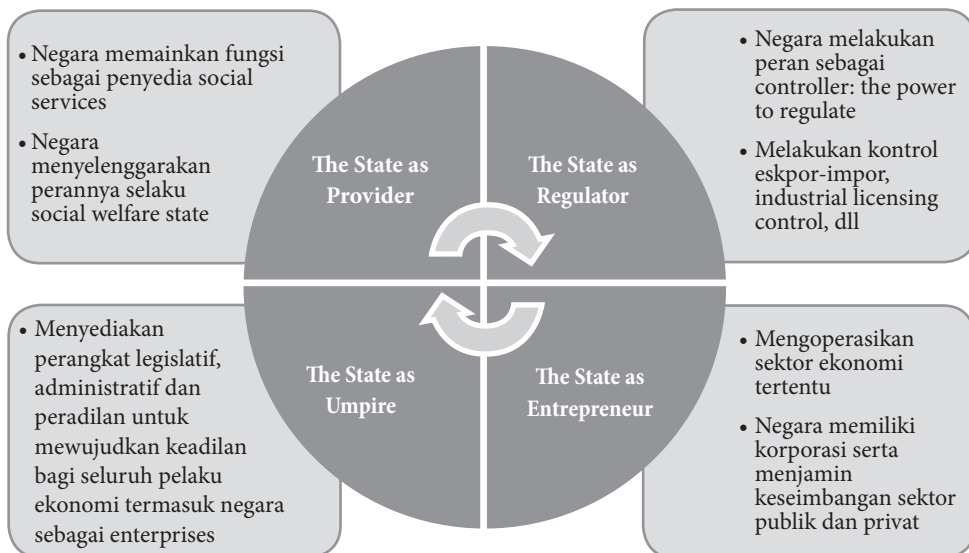 • Negara memainkan fungsi
sebagai penyedia social
services
• Negara
menyelenggarakan
perannya selaku
social welfare state
The State as
Provider
The State as
Regulator
• Negara melakukan
peran sebagai
controller: the power
to regulate
• Melakukan kontrol
eskpor-impor,
industrial licensing
control, dll
• Menyediakan
perangkat legislatif,
administratif dan
peradilan untuk
mewujudkan keadilan
bagi seluruh pelaku
ekonomi termasuk negara
sebagai enterprises
The State as
Umpire
The State as
Entrepreneur
• Mengoperasikan
sektor ekonomi
tertentu
• Negara memiliki
korporasi serta
menjamin
keseimbangan sektor
publik dan privat